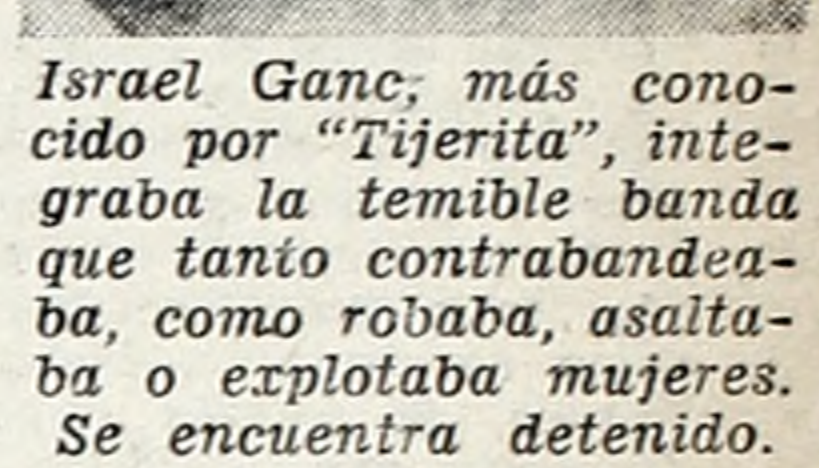 Israel Ganc, más cono-
cido por “Tijerita”, inte-
graba la temible banda
que tanto contrabandea-
ba, como robaba, asalta-
ba o explotaba mujeres.
Se encuentra detenido.